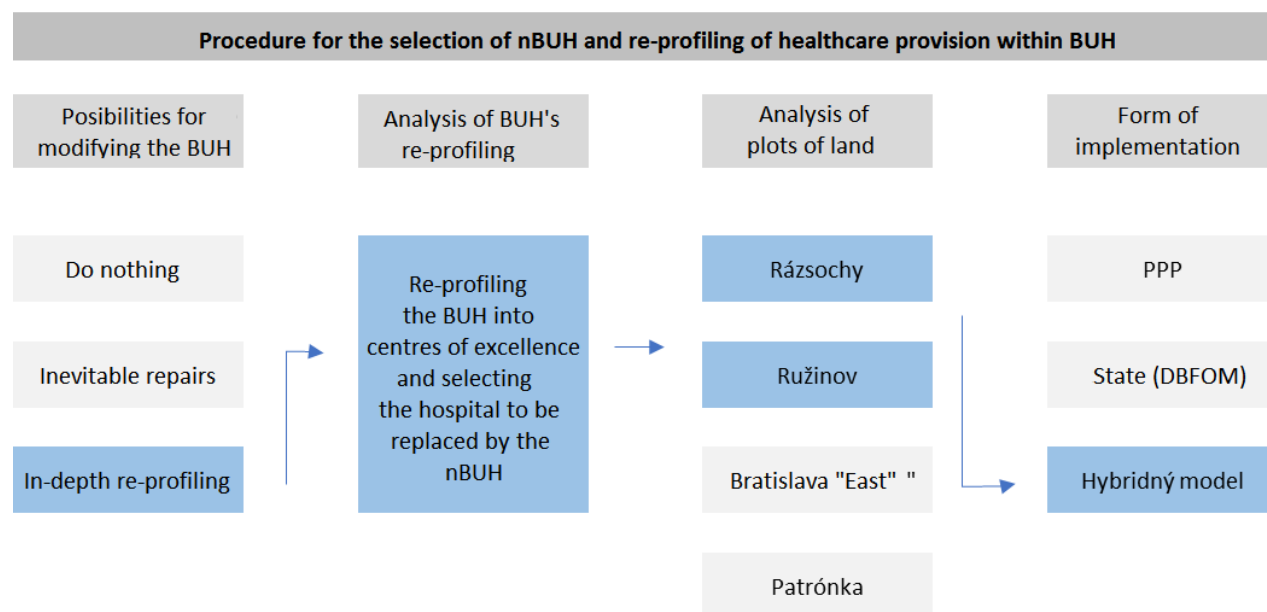 Procedure for the selection of nBUH and re-profiling of healthcare provision within BUH
Posibilities for
modifying the BUH
Analysis of BUH's
re-profiling
Analysis of
plots of land
Form of
implementation
Do nothing
Inevitable repairs
In-depth re-profiling
Re-profiling
the BUH into
centres of excellence
and selecting
the hospital to be
replaced by the
nBUH
Rázsochy
Ružinov
Bratislava "East" "
Patrónka
PPP
State (DBFOM)
Hybridný model